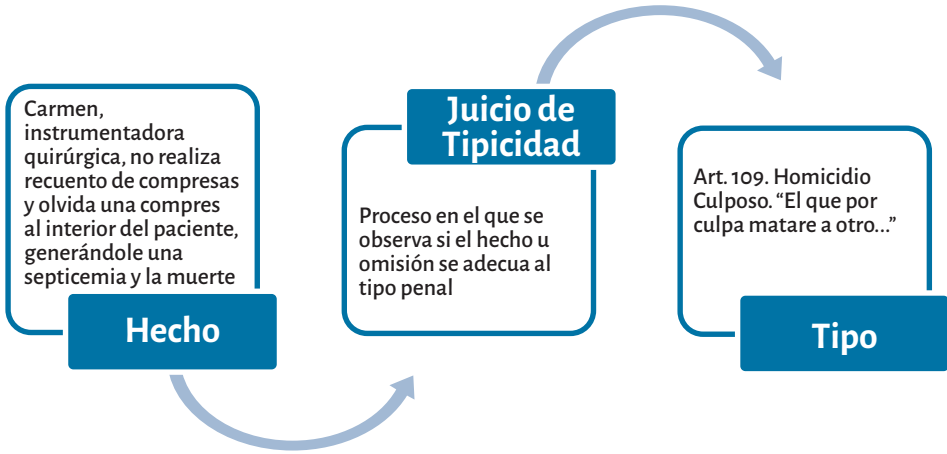 Carmen,
instrumentadora
quirúrgica, no realiza
recuento de compresas
y olvida una compres
al interior del paciente,
generándole una
septicemia y la muerte
Hecho
Juicio de
Tipicidad
Proceso en el que se
observa si el hecho u
omisión se adecua al
tipo penal
Art. 109. Homicidio
Culposo. “El que por
culpa matare a otro...”
Tipo